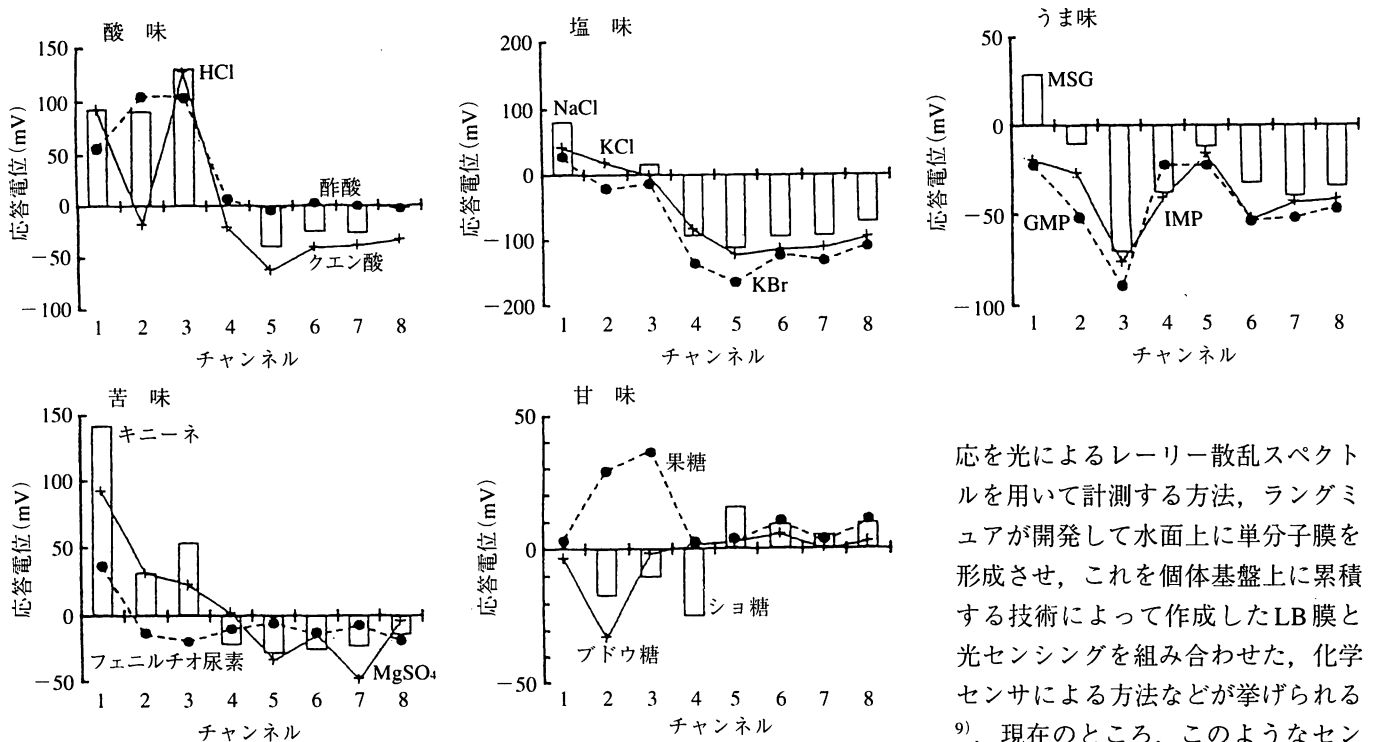 酸 味
150
100
50
0
−50
−100
応答電位(mV)
HCl
酢酸
クエン酸
1 2 3 4 5 6 7 8
チャンネル
塩 味
200
100
0
−100
−200
応答電位(mV)
NaCl
KCl
KBr
1 2 3 4 5 6 7 8
チャンネル
うま味
50
0
−50
−100
応答電位(mV)
MSG
GMP
IMP
1 2 3 4 5 6 7 8
チャンネル
苦 味
150
100
50
0
−50
応答電位(mV)
キニーネ
フェニルチオ尿素
MgSO₄
1 2 3 4 5 6 7 8
チャンネル
甘 味
50
0
−50
応答電位(mV)
果糖
ショ糖
ブドウ糖
1 2 3 4 5 6 7 8
チャンネル
応を光によるレーリー散乱スペクト
ルを用いて計測する方法，ラングミ
ュアが開発して水面上に単分子膜を
形成させ，これを個体基盤上に累積
する技術によって作成したLB膜と
光センシングを組み合わせた，化学
センサによる方法などが挙げられる
9)．現在のところ，このようなセン